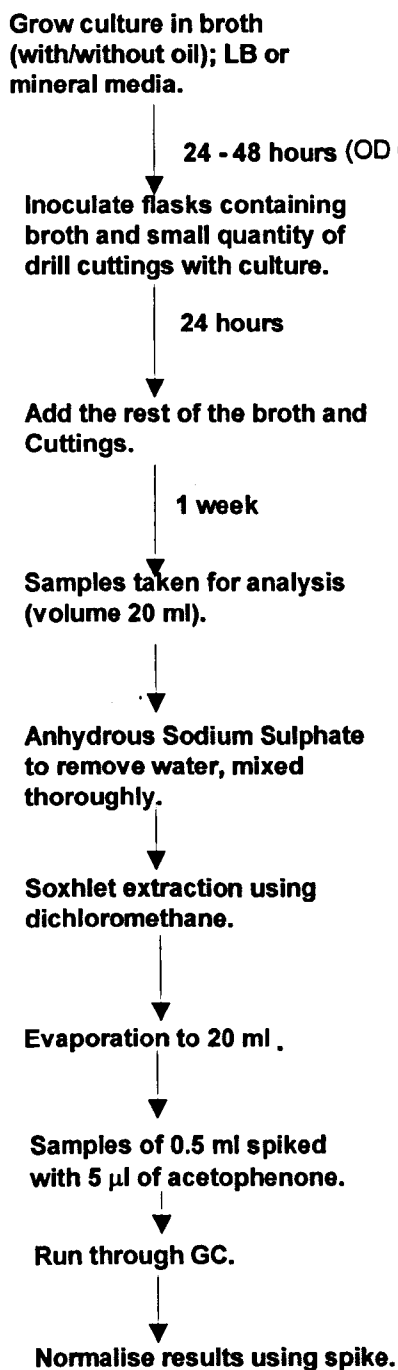 Grow culture in broth
(with/without oil); LB or
mineral media.
24 - 48 hours (OD
Inoculate flasks containing
broth and small quantity of
drill cuttings with culture.
24 hours
Add the rest of the broth and
Cuttings.
1 week
Samples taken for analysis
(volume 20 ml).
Anhydrous Sodium Sulphate
to remove water, mixed
thoroughly.
Soxhlet extraction using
dichloromethane.
Evaporation to 20 ml .
Samples of 0.5 ml spiked
with 5 µl of acetophenone.
Run through GC.
Normalise results using spike.